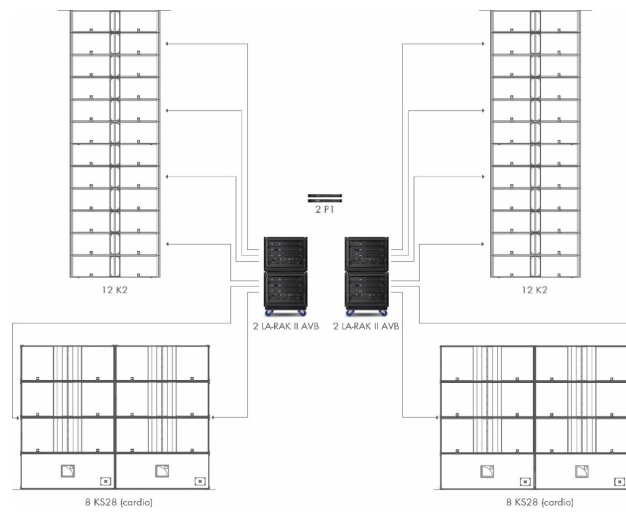 2 P1
12 K2
12 K2
2 LA-RAK II AVB
2 LA-RAK II AVB
8 KS28 (cardio)
8 KS28 (cardio)